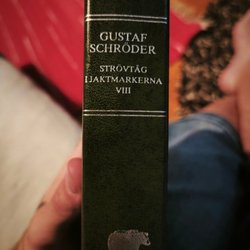 GUSTAF
SCHRÖDER
STRÖVTÅG
I JAKTMARKERNA
VIII